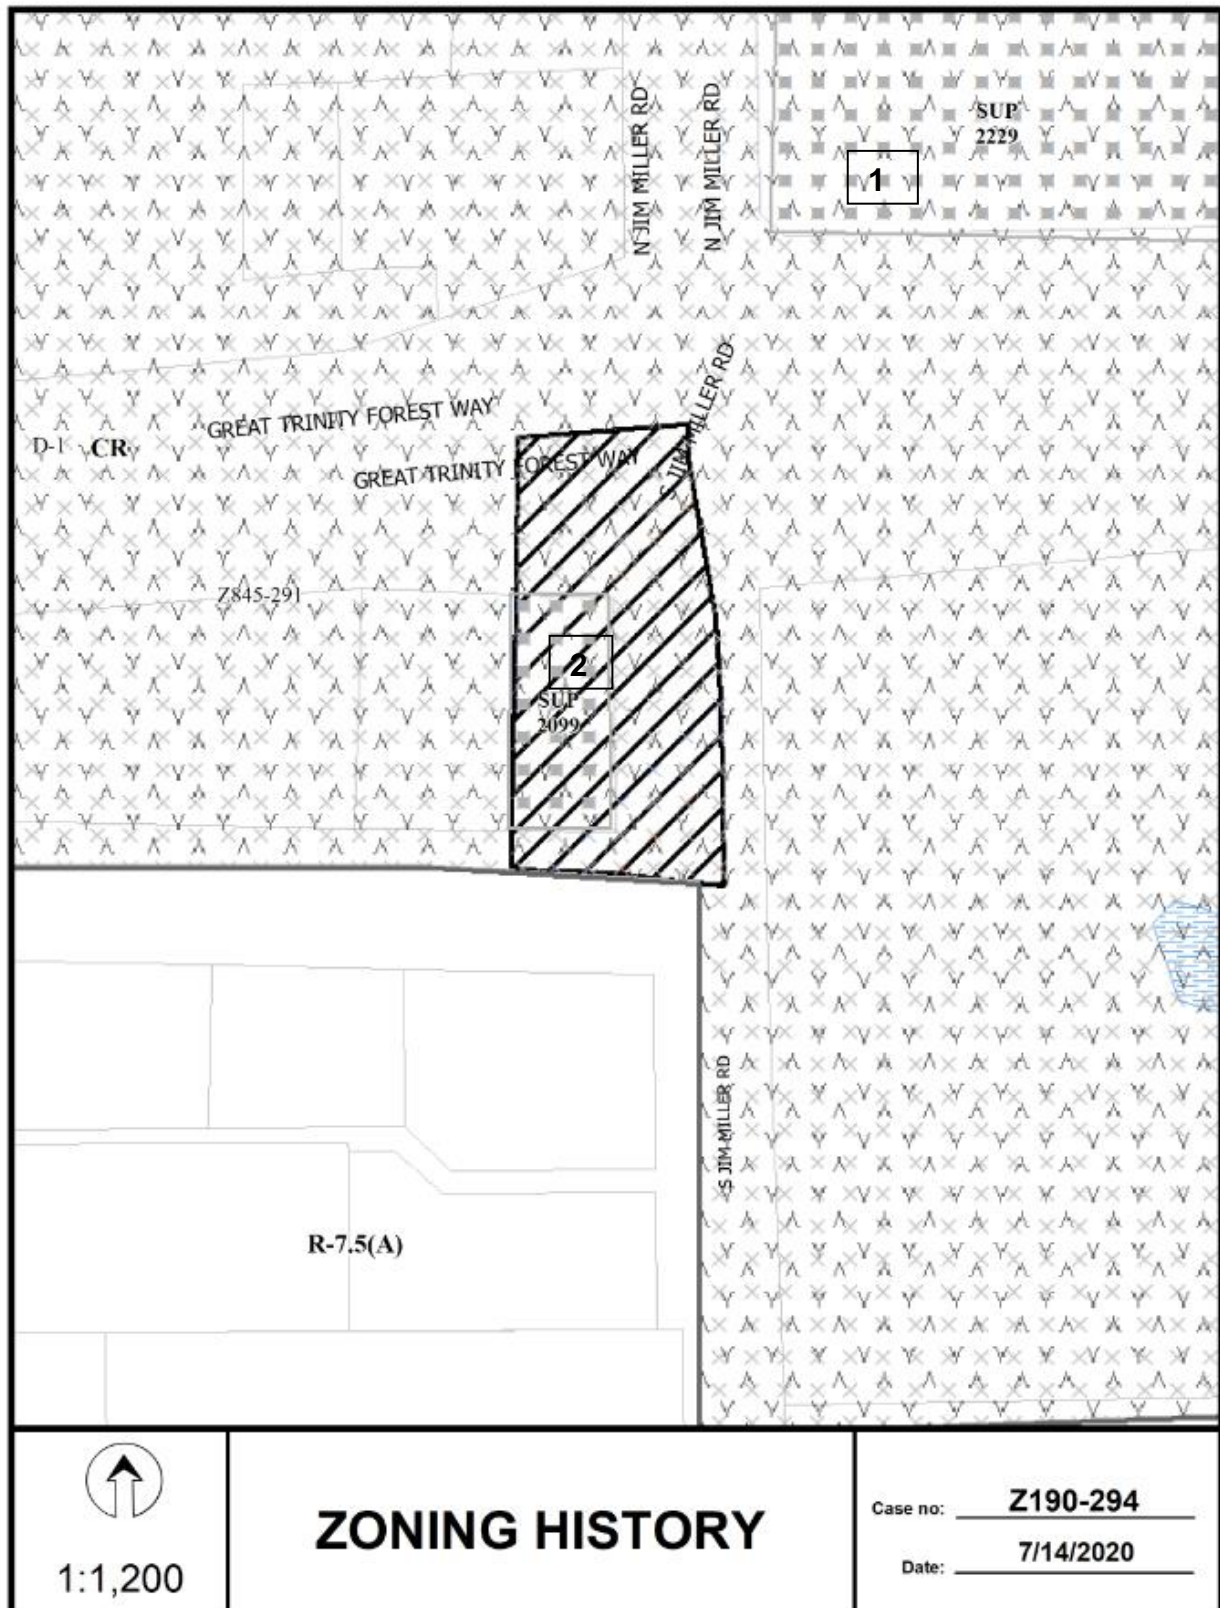 N JIM MILLER RD
N JIM MILLER RD
SUP
2229
1
S JIM MILLER RD
GREAT TRINITY FOREST WAY
D-1 CR
GREAT TRINITY FOREST WAY
Z845-291
2
SUP
2099
S JIM MILLER RD
R-7.5(A)
1:1,200
ZONING HISTORY
Case no: Z190-294
Date: 7/14/2020